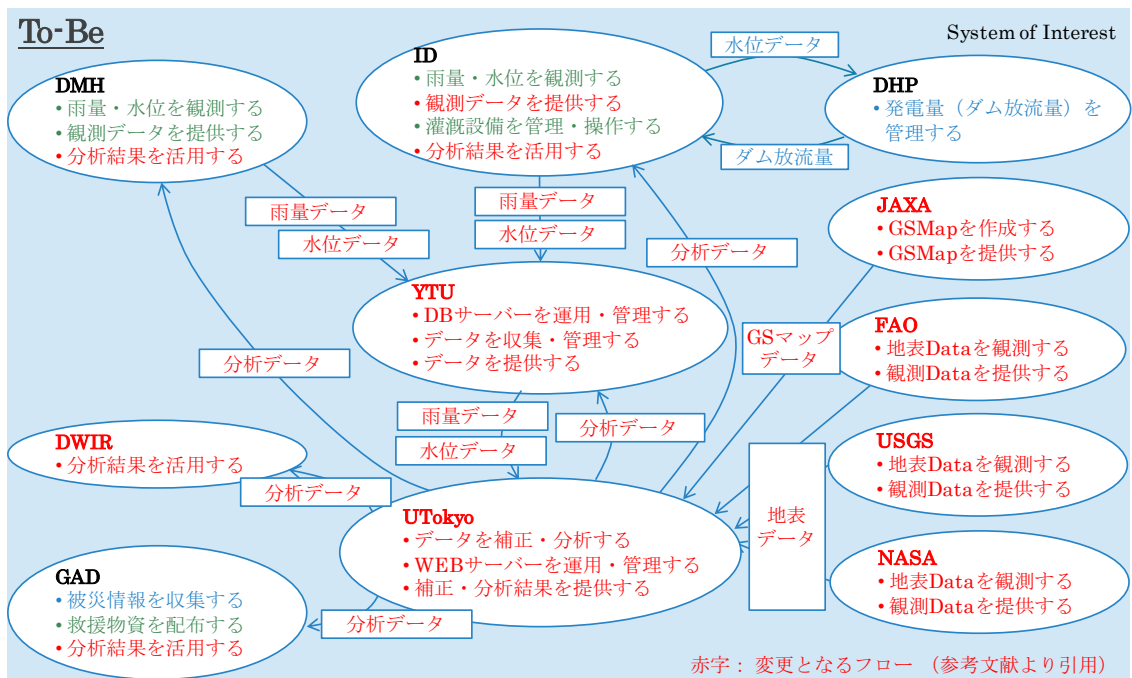 To-Be
System of Interest
DMH
• 雨量・水位を観測する
• 観測データを提供する
• 分析結果を活用する
ID
• 雨量・水位を観測する
• 観測データを提供する
• 灌漑設備を管理・操作する
• 分析結果を活用する
水位データ
DHP
• 発電量（ダム放流量）を
管理する
ダム放流量
雨量データ
水位データ
雨量データ
水位データ
分析データ
JAXA
• GSMapを作成する
• GSMapを提供する
YTU
• DBサーバーを運用・管理する
• データを収集・管理する
• データを提供する
GSマップ
データ
FAO
• 地表Dataを観測する
• 観測Dataを提供する
分析データ
雨量データ
水位データ
分析データ
DWIR
• 分析結果を活用する
分析データ
USGS
• 地表Dataを観測する
• 観測Dataを提供する
地表
データ
UTokyo
• データを補正・分析する
• WEBサーバーを運用・管理する
• 補正・分析結果を提供する
NASA
• 地表Dataを観測する
• 観測Dataを提供する
GAD
• 被災情報を収集する
• 救援物資を配布する
• 分析結果を活用する
分析データ
赤字： 変更となるフロー （参考文献より引用）